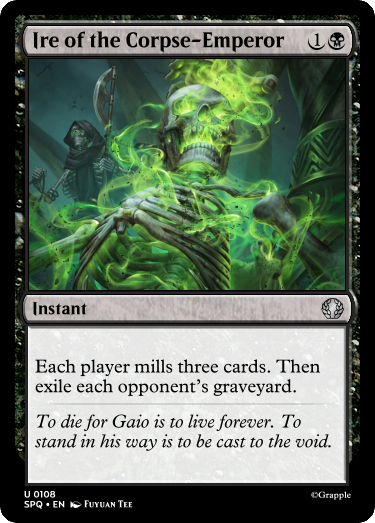 Ire of the Corpse-Emperor 1
Instant
Each player mills three cards. Then
exile each opponent's graveyard.
To die for Gaio is to live forever. To
stand in his way is to be cast to the void.
U 0108
SPQ • EN Fuyuan Tee
©Grapple